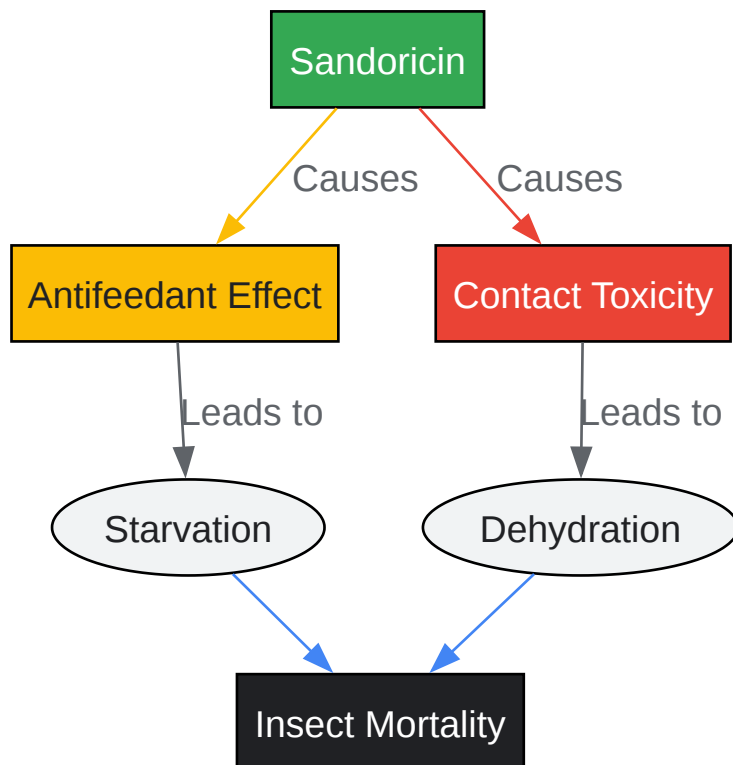 Sandoricin
Causes
Causes
Antifeedant Effect
Contact Toxicity
Leads to
Leads to
Starvation
Dehydration
Insect Mortality